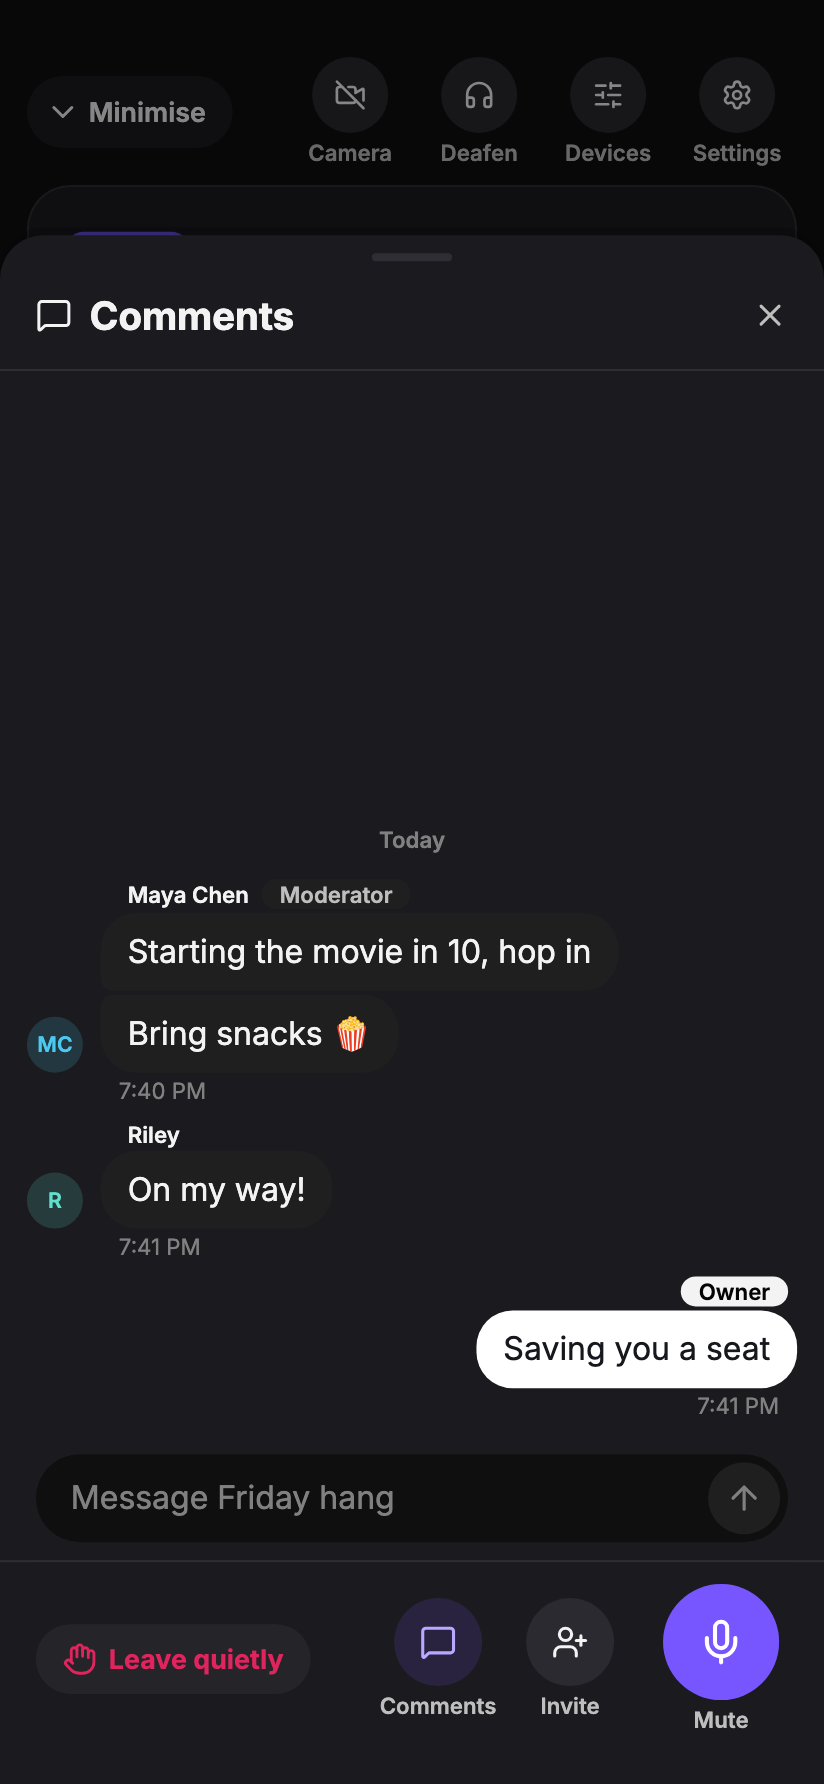 Minimise
Camera
Deafen
Devices
Settings
Comments
Today
Maya Chen Moderator
Starting the movie in 10, hop in
Bring snacks 🍿
MC
7:40 PM
Riley
On my way!
R
7:41 PM
Owner
Saving you a seat
7:41 PM
Message Friday hang
Leave quietly
Comments
Invite
Mute